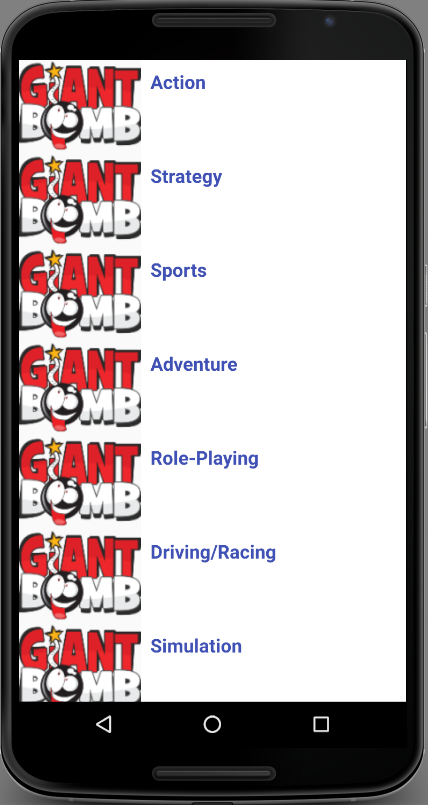 GIANT BOMB
Action
GIANT BOMB
Strategy
GIANT BOMB
Sports
GIANT BOMB
Adventure
GIANT BOMB
Role-Playing
GIANT BOMB
Driving/Racing
GIANT BOMB
Simulation